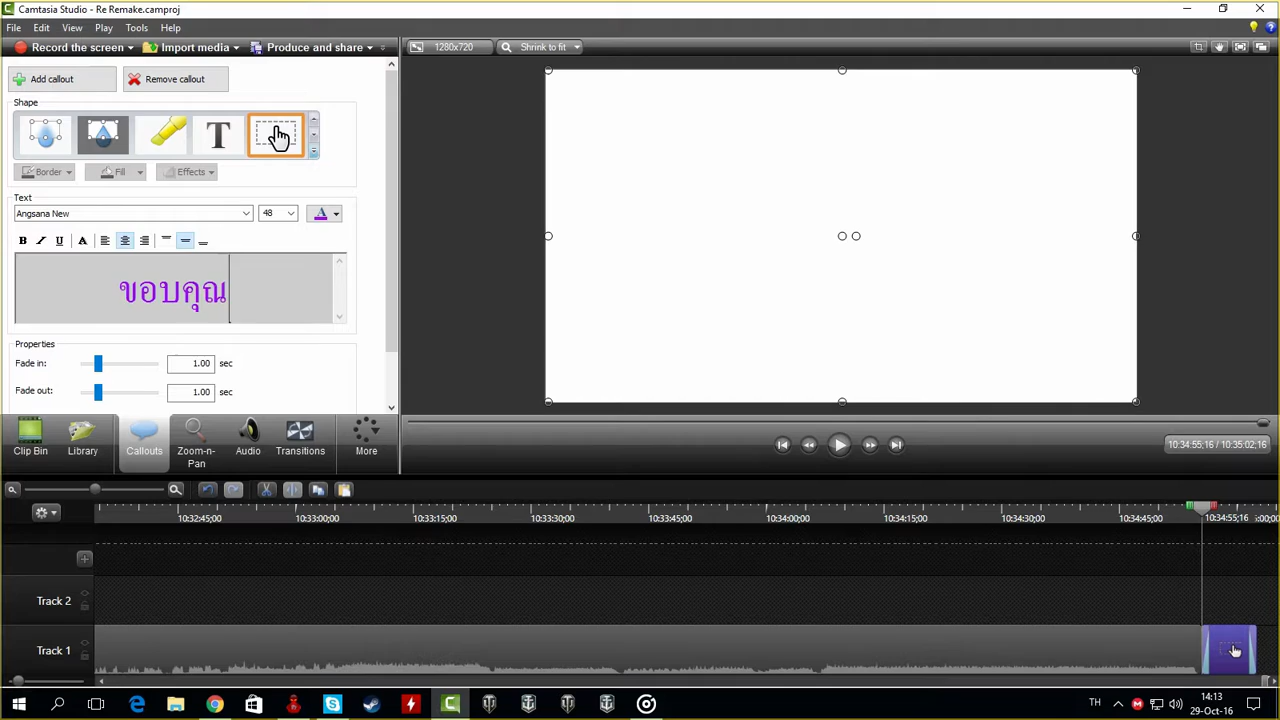 Camtasia Studio - Re Remake.camproj
File Edit View Play Tools Help
Record the screen Import media Produce and share 1280x720 Shrink to fit
Add callout Remove callout
Shape
T
Border Fill Effects
Text
Angsana New 48 A
B I U A
ขอบคุณ
Properties
Fade in: 1.00 sec
Fade out: 1.00 sec
Clip Bin Library Callouts Zoom-n-Pan Audio Transitions More
10:34:55;16 / 10:35:02;16
10:32:45;00 10:33:00;00 10:33:15;00 10:33:30;00 10:33:45;00 10:34:00;00 10:34:15;00 10:34:30;00 10:34:45;00 10:34:55;16
Track 2
Track 1
TH 14:13
29-Oct-16